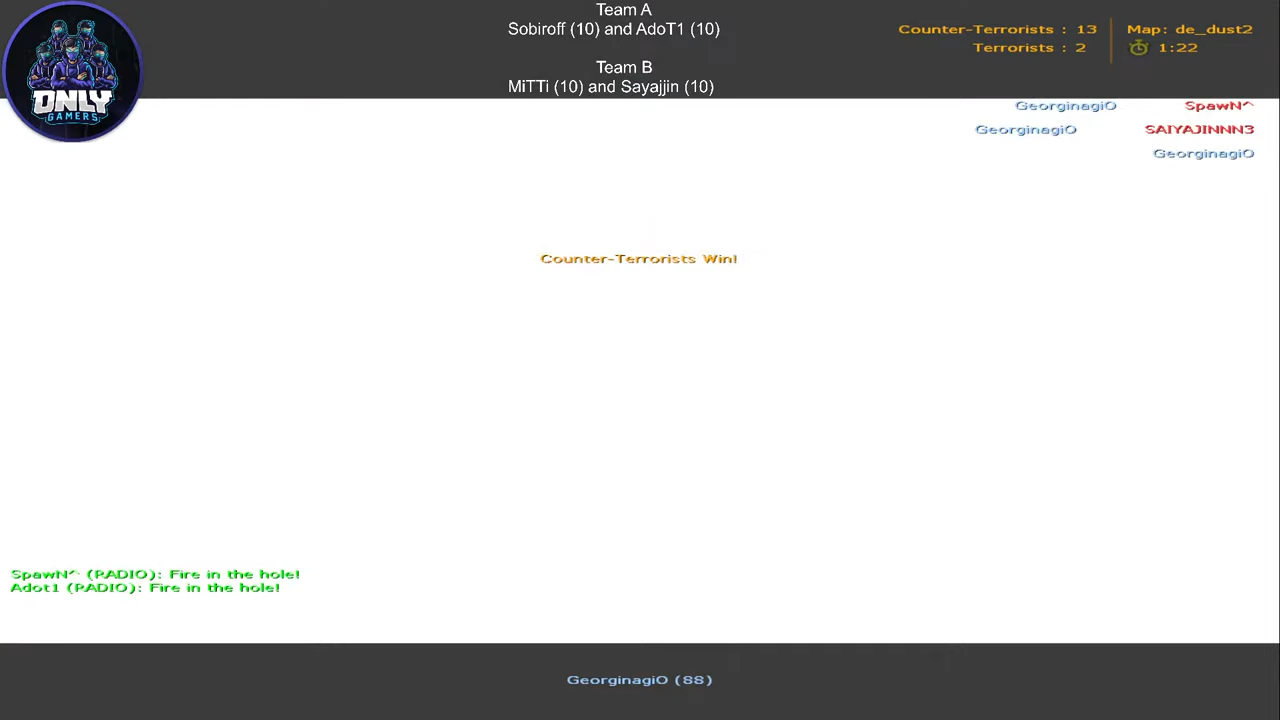 ONLY
GAMERS
Team A
Sobiroff (10) and AdoT1 (10)
Team B
MiTTi (10) and Sayajjin (10)
Counter-Terrorists : 13
Terrorists : 2
Map: de_dust2
1:22
GeorginagiO SpawN^
GeorginagiO SAIYAJINNN3
GeorginagiO
Counter-Terrorists Win!
SpawN^ (RADIO): Fire in the hole!
Adot1 (RADIO): Fire in the hole!
GeorginagiO (88)